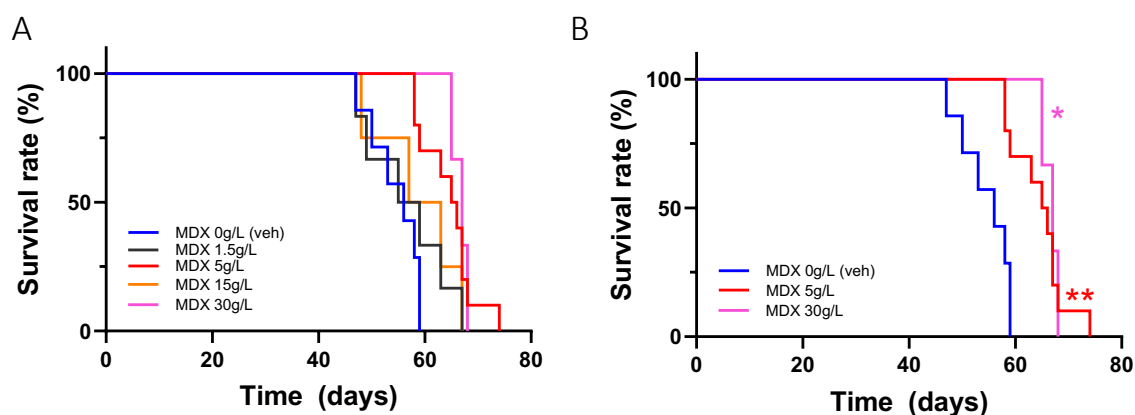 A
Survival rate (%)
100
50
0
MDX 0g/L (veh)
MDX 1.5g/L
MDX 5g/L
MDX 15g/L
MDX 30g/L
0 20 40 60 80
Time (days)
B
Survival rate (%)
100
50
0
*
**
MDX 0g/L (veh)
MDX 5g/L
MDX 30g/L
0 20 40 60 80
Time (days)